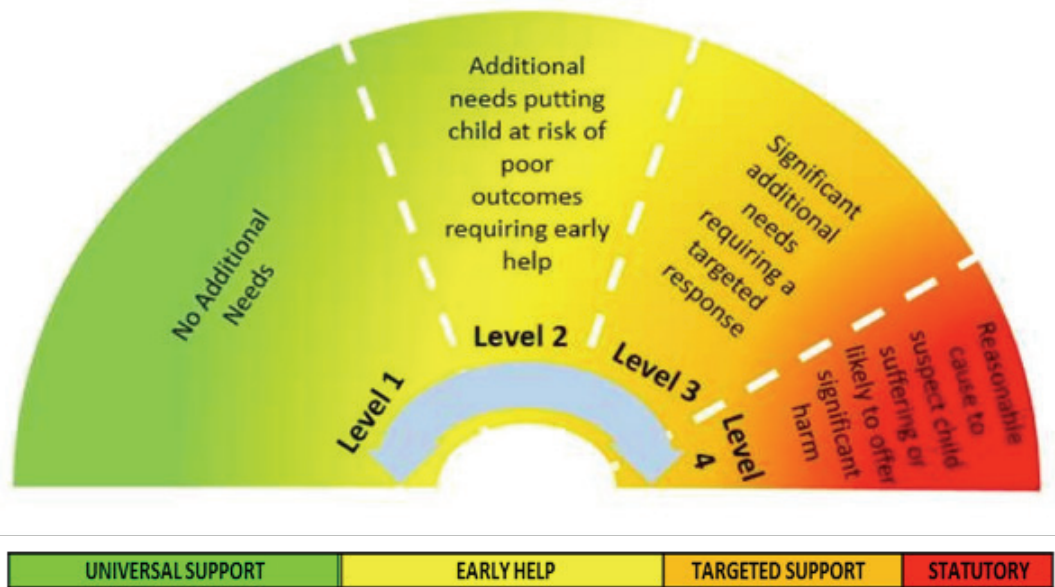 No Additional
Needs
Level 1
Additional
needs putting
child at risk of
poor
outcomes
requiring early
help
Level 2
Significant
additional
needs
requiring a
targeted
response
Level 3
Reasonable
cause to
suspect child
suffering or
likely to offer
significant
harm
Level
4
UNIVERSAL SUPPORT
EARLY HELP
TARGETED SUPPORT
STATUTORY